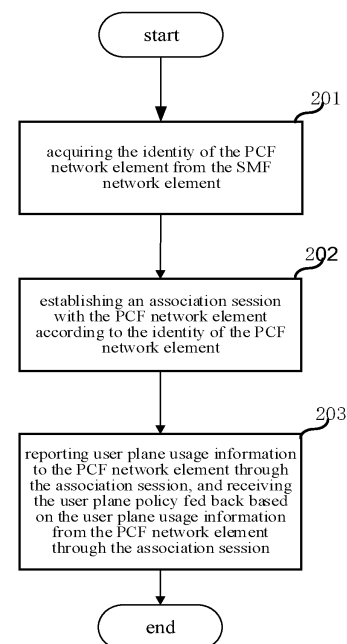 start
201
acquiring the identity of the PCF
network element from the SMF
network element
202
establishing an association session
with the PCF network element
according to the identity of the PCF
network element
203
reporting user plane usage information
to the PCF network element through
the association session, and receiving
the user plane policy fed back based
on the user plane usage information
from the PCF network element
through the association session
end